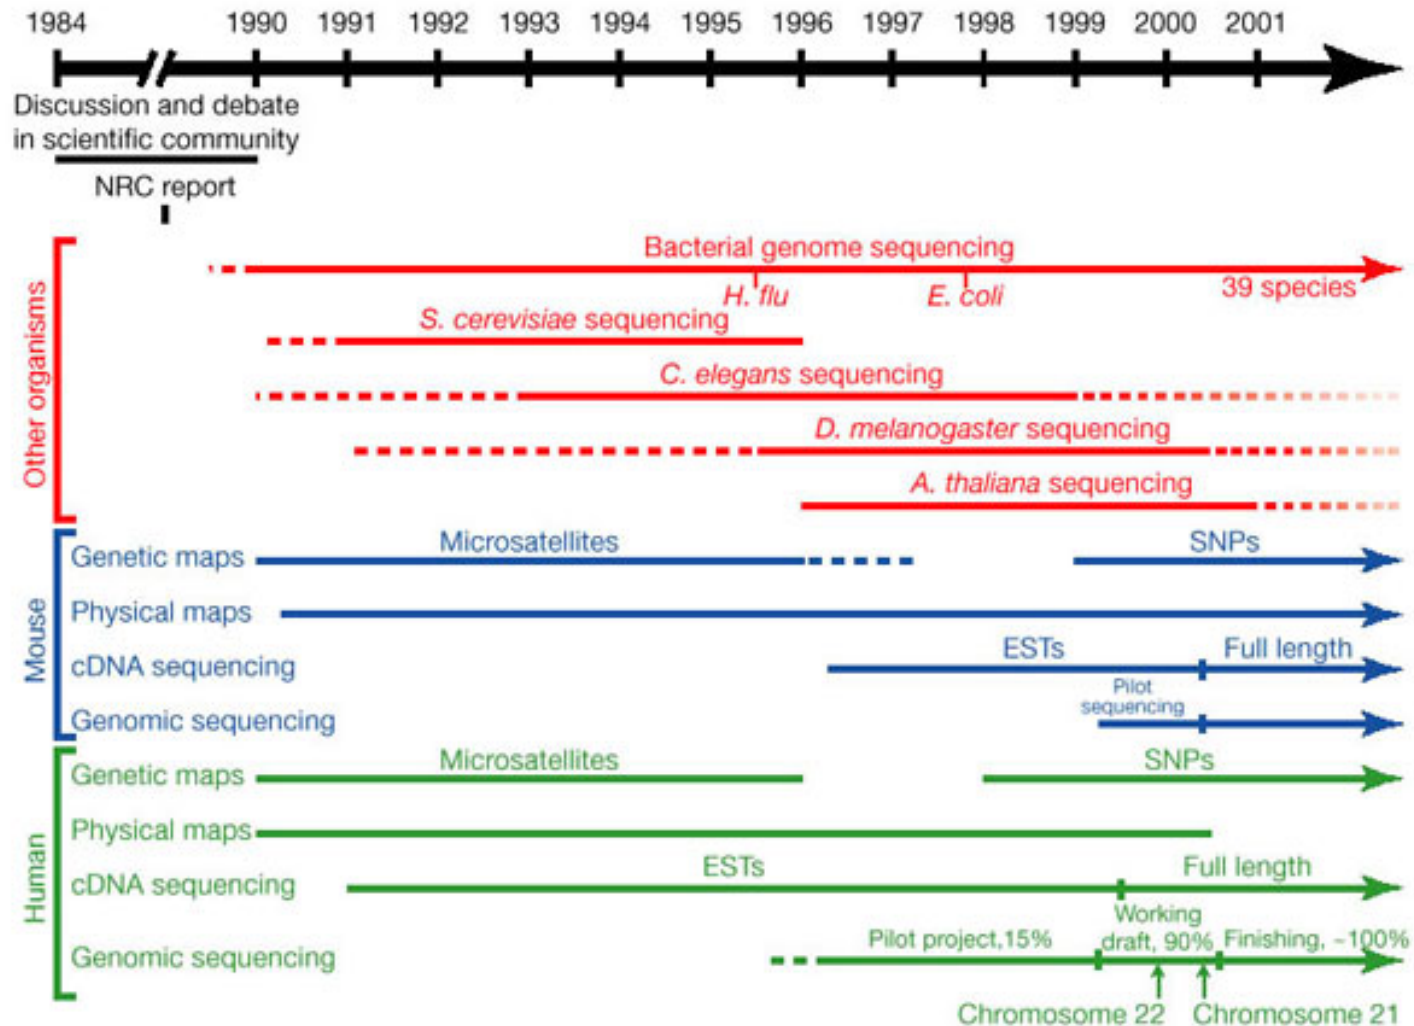 1984 1990 1991 1992 1993 1994 1995 1996 1997 1998 1999 2000 2001
Discussion and debate
in scientific community
NRC report
Other organisms
Bacterial genome sequencing
H. flu E. coli 39 species
S. cerevisiae sequencing
C. elegans sequencing
D. melanogaster sequencing
A. thaliana sequencing
Mouse
Genetic maps Microsatellites SNPs
Physical maps
cDNA sequencing ESTs Full length
Pilot
sequencing
Genomic sequencing
Human
Genetic maps Microsatellites SNPs
Physical maps
cDNA sequencing ESTs Full length
Working
Pilot project,15% draft, 90% Finishing, ~100%
Genomic sequencing
Chromosome 22 Chromosome 21